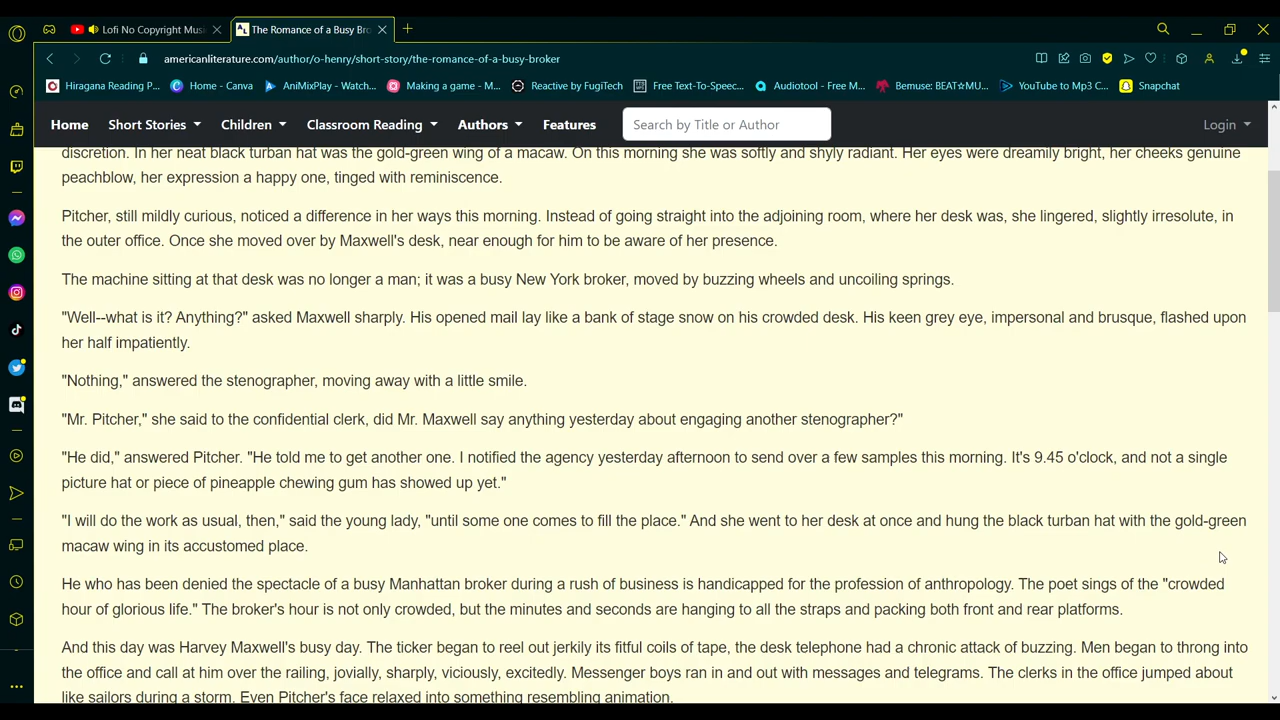 Lofi No Copyright Musi
The Romance of a Busy Bro
americanliterature.com/author/o-henry/short-story/the-romance-of-a-busy-broker
Hiragana Reading P...
Home - Canva
AniMixPlay - Watch...
Making a game - M...
Reactive by FugiTech
Free Text-To-Speec...
Audiotool - Free M...
Bemuse: BEAT☆MU...
YouTube to Mp3 C...
Snapchat
Home
Short Stories
Children
Classroom Reading
Authors
Features
Search by Title or Author
Login
discretion. In her neat black turban hat was the gold-green wing of a macaw. On this morning she was softly and shyly radiant. Her eyes were dreamily bright, her cheeks genuine
peachblow, her expression a happy one, tinged with reminiscence.
Pitcher, still mildly curious, noticed a difference in her ways this morning. Instead of going straight into the adjoining room, where her desk was, she lingered, slightly irresolute, in
the outer office. Once she moved over by Maxwell's desk, near enough for him to be aware of her presence.
The machine sitting at that desk was no longer a man; it was a busy New York broker, moved by buzzing wheels and uncoiling springs.
"Well--what is it? Anything?" asked Maxwell sharply. His opened mail lay like a bank of stage snow on his crowded desk. His keen grey eye, impersonal and brusque, flashed upon
her half impatiently.
"Nothing," answered the stenographer, moving away with a little smile.
"Mr. Pitcher," she said to the confidential clerk, did Mr. Maxwell say anything yesterday about engaging another stenographer?"
"He did," answered Pitcher. "He told me to get another one. I notified the agency yesterday afternoon to send over a few samples this morning. It's 9.45 o'clock, and not a single
picture hat or piece of pineapple chewing gum has showed up yet."
"I will do the work as usual, then," said the young lady, "until some one comes to fill the place." And she went to her desk at once and hung the black turban hat with the gold-green
macaw wing in its accustomed place.
He who has been denied the spectacle of a busy Manhattan broker during a rush of business is handicapped for the profession of anthropology. The poet sings of the "crowded
hour of glorious life." The broker's hour is not only crowded, but the minutes and seconds are hanging to all the straps and packing both front and rear platforms.
And this day was Harvey Maxwell's busy day. The ticker began to reel out jerkily its fitful coils of tape, the desk telephone had a chronic attack of buzzing. Men began to throng into
the office and call at him over the railing, jovially, sharply, viciously, excitedly. Messenger boys ran in and out with messages and telegrams. The clerks in the office jumped about
like sailors during a storm. Even Pitcher's face relaxed into something resembling animation.